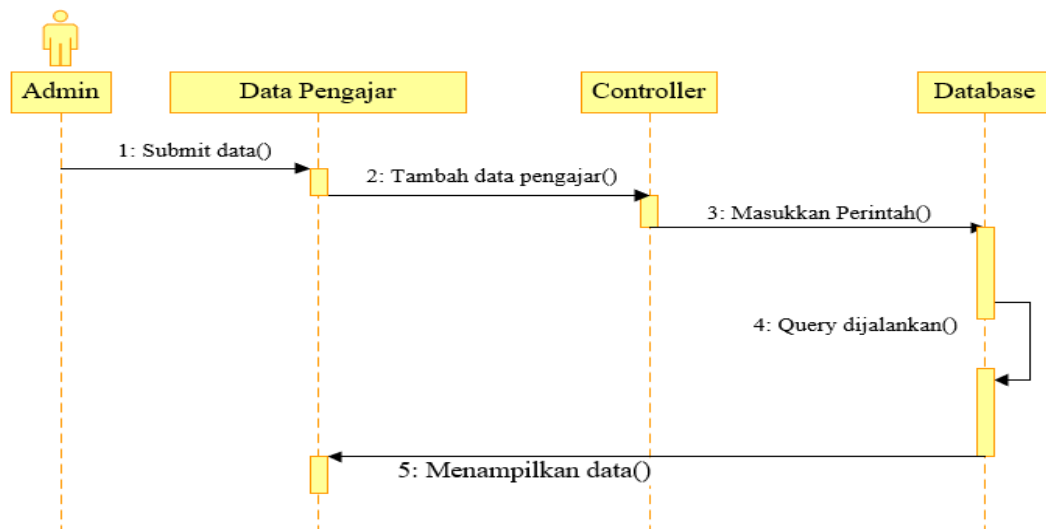 Admin
Data Pengajar
Controller
Database
1: Submit data()
2: Tambah data pengajar()
3: Masukkan Perintah()
4: Query dijalankan()
5: Menampilkan data()